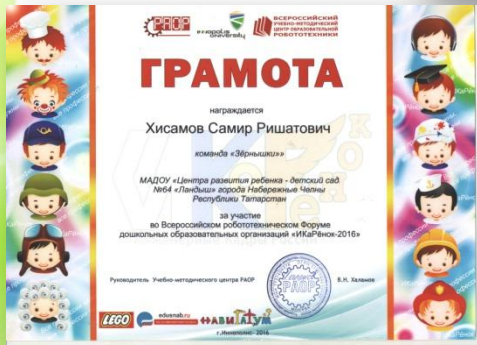 РАОР
иннополис
university
ВСЕРОССИЙСКИЙ
УЧЕБНО-МЕТОДИЧЕСКИЙ
ЦЕНТР ОБРАЗОВАТЕЛЬНОЙ
РОБОТОТЕХНИКИ
ГРАМОТА
награждается
Хисамов Самир Ришатович
команда «Зёрнышки»»
МАДОУ «Центра развития ребенка - детский сад
№64 «Ландыш» города Набережные Челны
Республики Татарстан
за участие
во Всероссийском робототехническом Форуме
дошкольных образовательных организаций «ИКаРёнок-2016»
Руководитель Учебно-методического центра РАОР
В.Н. Халамов
РАОР
LEGO
edusnab.ru
г.Иннополис 2016